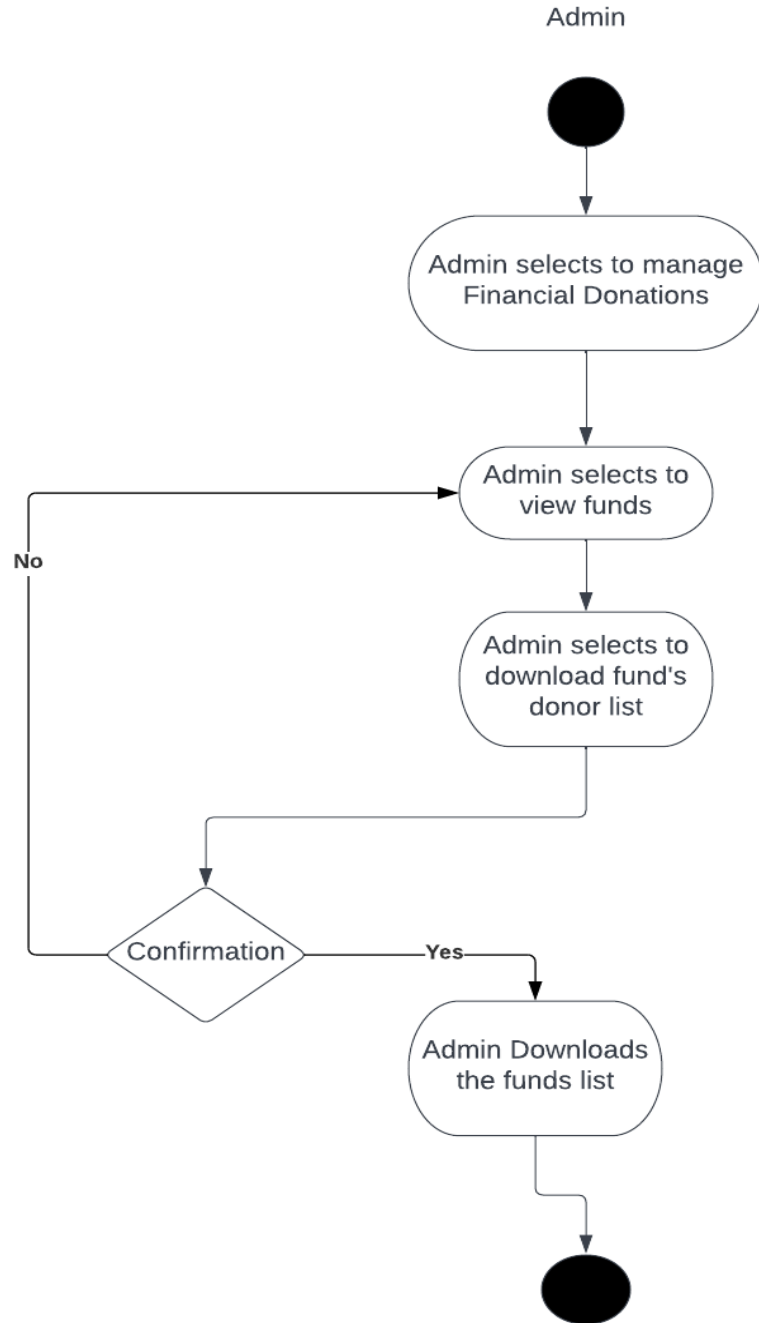 Admin
Admin selects to manage
Financial Donations
Admin selects to
view funds
No
Admin selects to
download fund's
donor list
Confirmation
Yes
Admin Downloads
the funds list